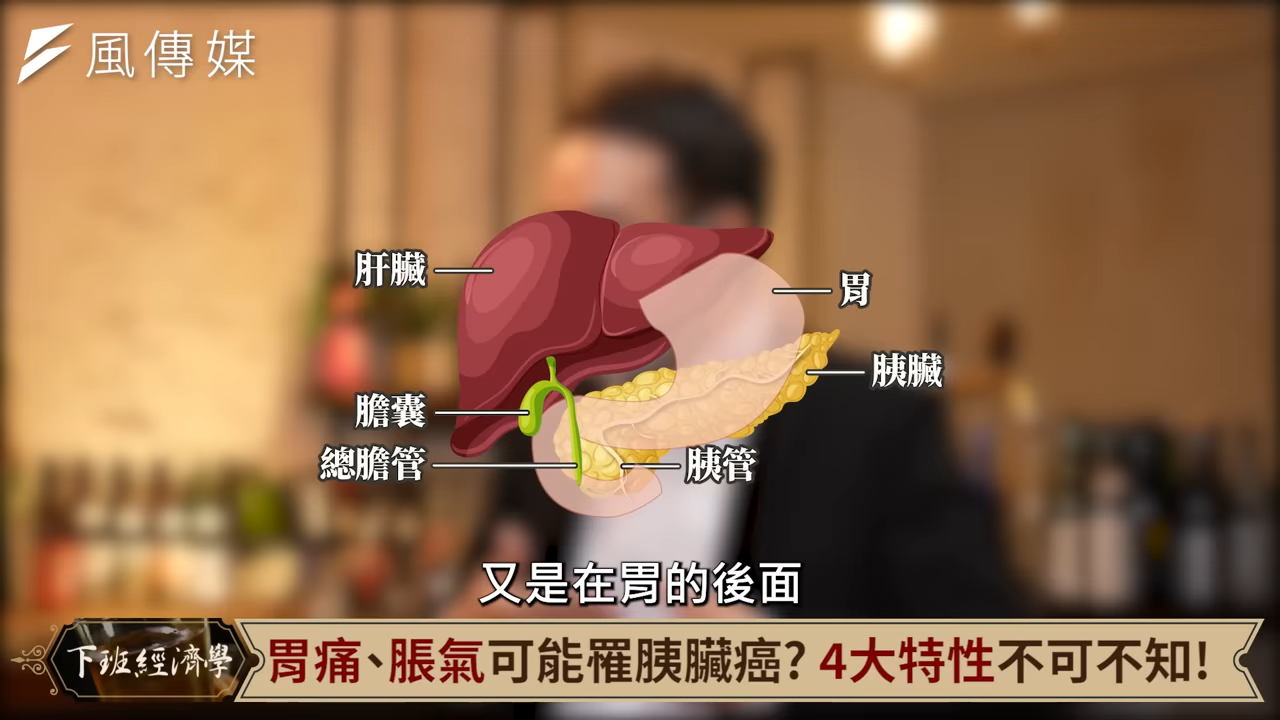 風傳媒
肝臟
胃
胰臟
膽囊
總膽管
胰管
又是在胃的後面
下班經濟學
胃痛、脹氣可能罹胰臟癌? 4大特性不可不知!